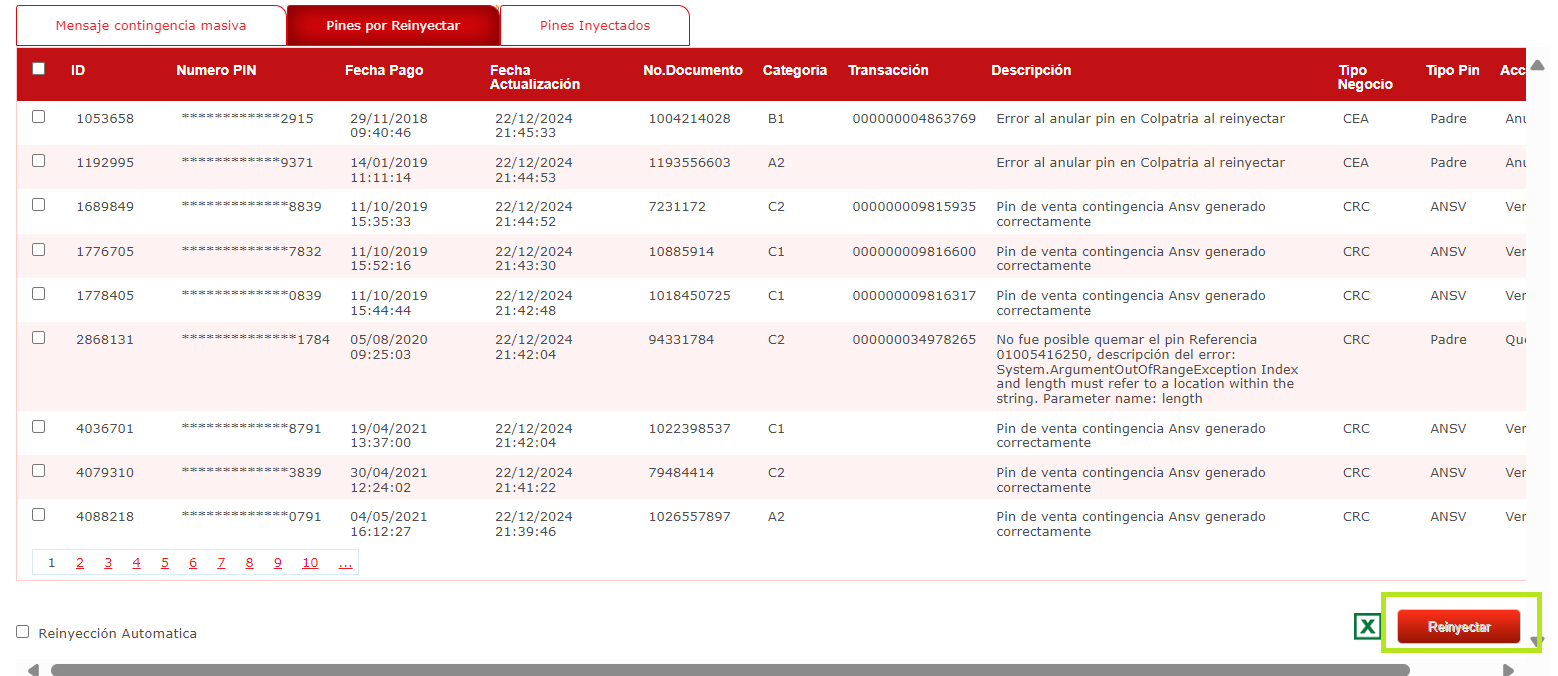 Mensaje contingencia masiva Pines por Reinyectar Pines Inyectados
ID Numero PIN Fecha Pago Fecha Actualización No.Documento Categoria Transacción Descripción Tipo Negocio Tipo Pin Acc
1053658 ************2915 29/11/2018 22/12/2024 1004214028 B1 000000004863769 Error al anular pin en Colpatria al reinyectar CEA Padre Anu
09:40:46 21:45:33
1192995 ************9371 14/01/2019 22/12/2024 1193556603 A2 Error al anular pin en Colpatria al reinyectar CEA Padre Anu
11:11:14 21:44:53
1689849 *************8839 11/10/2019 22/12/2024 7231172 C2 000000009815935 Pin de venta contingencia Ansv generado CRC ANSV Ver
15:35:33 21:44:52 correctamente
1776705 *************7832 11/10/2019 22/12/2024 10885914 C1 000000009816600 Pin de venta contingencia Ansv generado CRC ANSV Ver
15:52:16 21:43:30 correctamente
1778405 *************0839 11/10/2019 22/12/2024 1018450725 C1 000000009816317 Pin de venta contingencia Ansv generado CRC ANSV Ver
15:44:44 21:42:48 correctamente
2868131 **************1784 05/08/2020 22/12/2024 94331784 C2 000000034978265 No fue posible quemar el pin Referencia CRC Padre Que
09:25:03 21:42:04 01005416250, descripción del error:
System.ArgumentOutOfRangeException Index
and length must refer to a location within the
string. Parameter name: length
4036701 *************8791 19/04/2021 22/12/2024 1022398537 C1 Pin de venta contingencia Ansv generado CRC ANSV Ver
13:37:00 21:42:04 correctamente
4079310 *************3839 30/04/2021 22/12/2024 79484414 C2 Pin de venta contingencia Ansv generado CRC ANSV Ver
12:24:02 21:41:22 correctamente
4088218 *************0791 04/05/2021 22/12/2024 1026557897 A2 Pin de venta contingencia Ansv generado CRC ANSV Ver
16:12:27 21:39:46 correctamente
1 2 3 4 5 6 7 8 9 10 ...
Reinyección Automatica Reinyectar